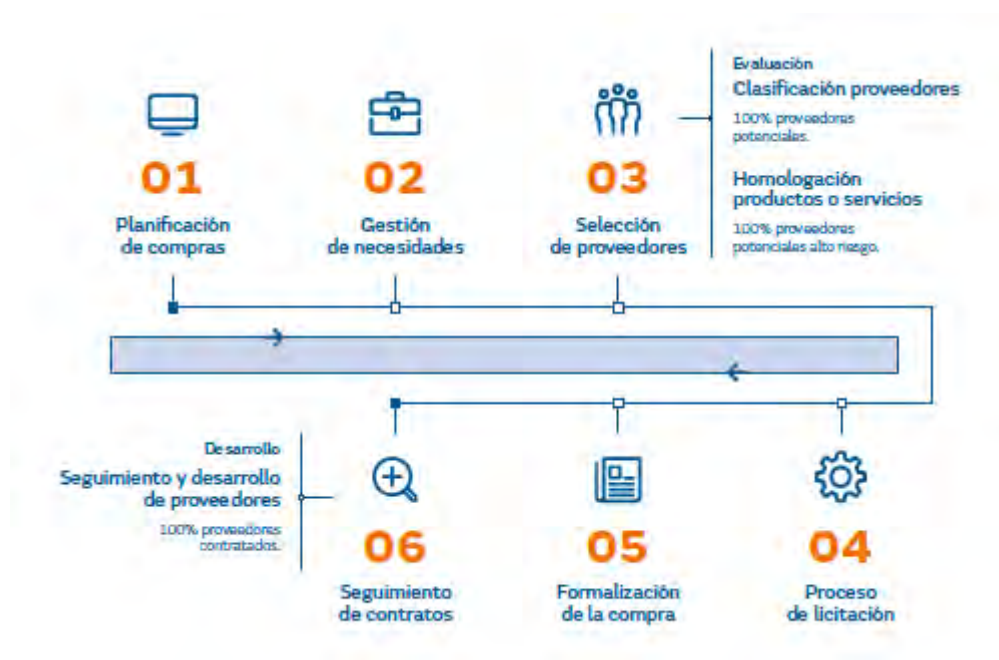 Evaluación
Clasificación proveedores
100% proveedores
potenciales.
Homologación
productos o servicios
100% proveedores
potenciales alto riesgo.
01
Planificación
de compras
02
Gestión
de necesidades
03
Selección
de proveedores
Desarrollo
Seguimiento y desarrollo
de proveedores
100% proveedores
contratados.
06
Seguimiento
de contratos
05
Formalización
de la compra
04
Proceso
de licitación